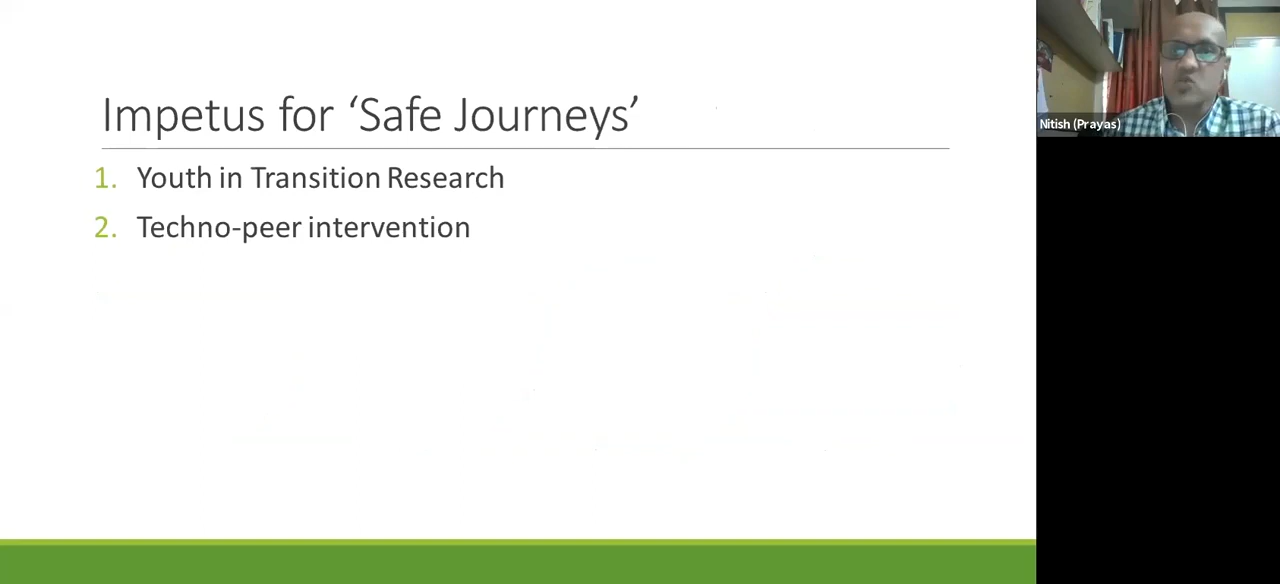 Impetus for ‘Safe Journeys’
1. Youth in Transition Research
2. Techno-peer intervention
Nitish (Prayas)